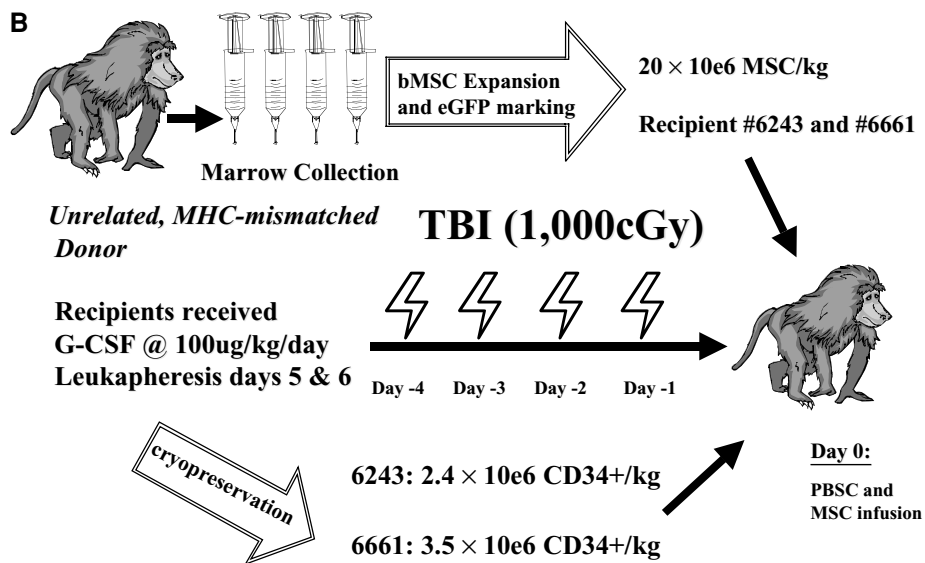 B
bMSC Expansion
and eGFP marking
20 × 10e6 MSC/kg
Recipient #6243 and #6661
Marrow Collection
Unrelated, MHC-mismatched
Donor
TBI (1,000cGy)
Recipients received
G-CSF @ 100ug/kg/day
Leukapheresis days 5 & 6
Day -4 Day -3 Day -2 Day -1
cryopreservation
6243: 2.4 × 10e6 CD34+/kg
6661: 3.5 × 10e6 CD34+/kg
Day 0:
PBSC and
MSC infusion